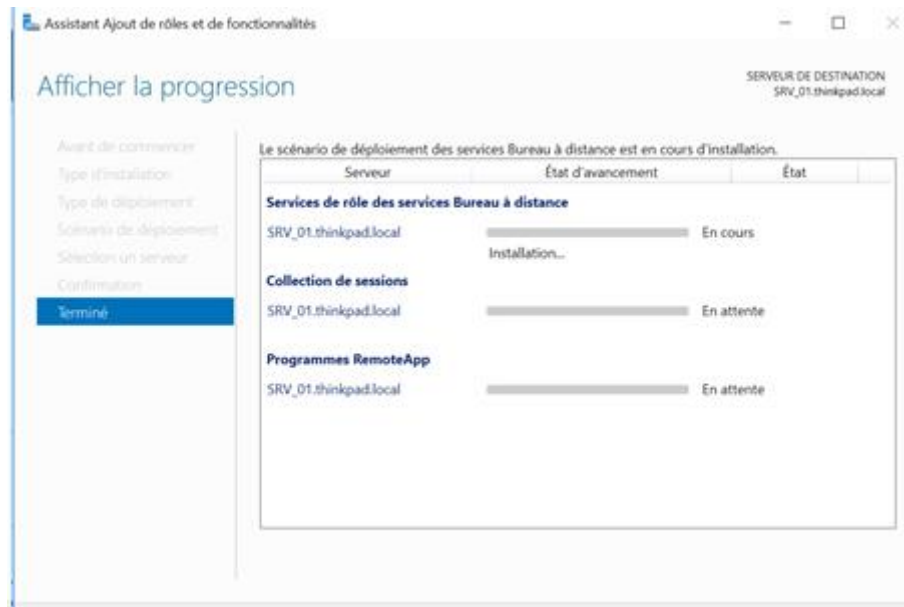 Assistant Ajout de rôles et de fonctionnalités
Afficher la progression
SERVEUR DE DESTINATION
SRV_01.thinkpad.local
Avant de commencer
Type d'installation
Type de déploiement
Scénario de déploiement
Sélection un serveur
Confirmation
Terminé
Le scénario de déploiement des services Bureau à distance est en cours d'installation.
Serveur État d'avancement État
Services de rôle des services Bureau à distance
SRV_01.thinkpad.local En cours
Installation...
Collection de sessions
SRV_01.thinkpad.local En attente
Programmes RemoteApp
SRV_01.thinkpad.local En attente